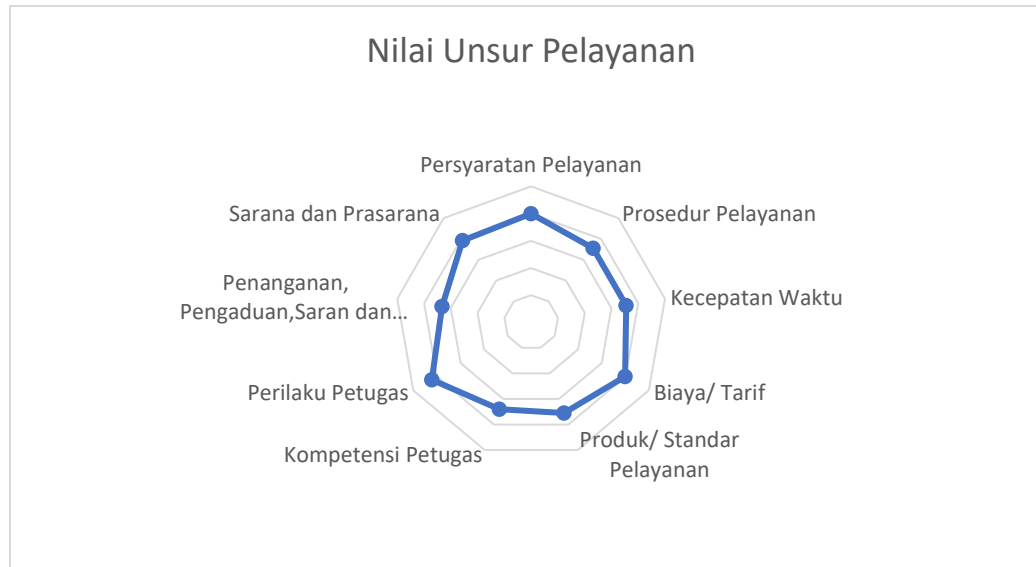 Nilai Unsur Pelayanan
Persyaratan Pelayanan
Prosedur Pelayanan
Kecepatan Waktu
Biaya/ Tarif
Produk/ Standar
Pelayanan
Kompetensi Petugas
Perilaku Petugas
Penanganan,
Pengaduan,Saran dan...
Sarana dan Prasarana